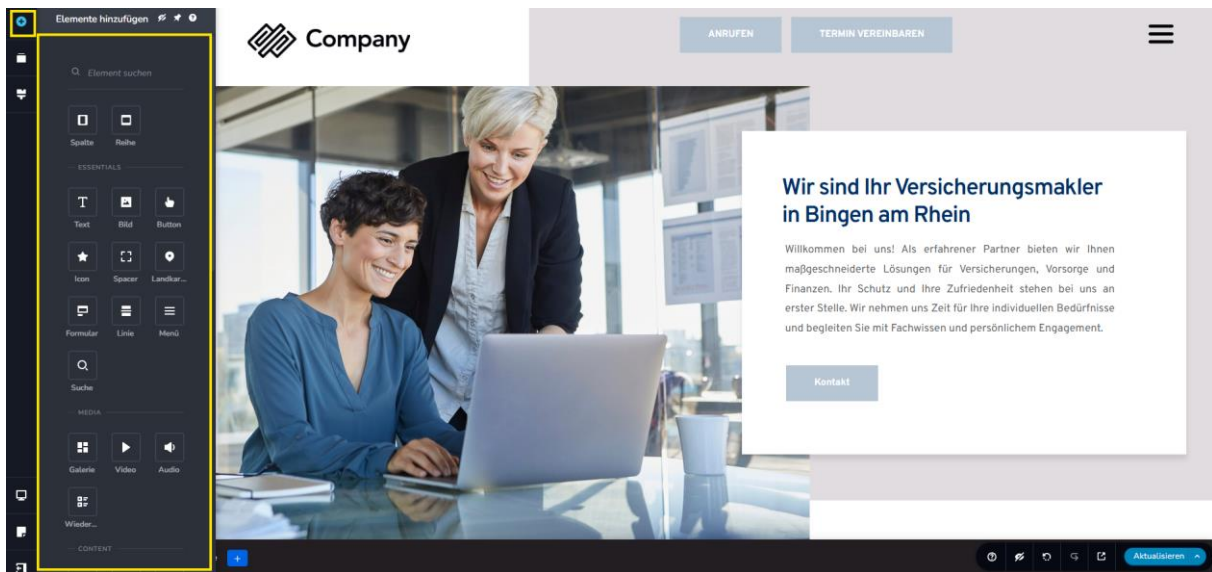 Elemente hinzufügen
Element suchen
Spalte Reihe
ESSENTIALS
Text Bild Button
Icon Spacer Landkar...
Formular Linie Menü
Suche
MEDIA
Galerie Video Audio
Wieder...
CONTENT
Company
ANRUFEN
TERMIN VEREINBAREN
Wir sind Ihr Versicherungsmakler
in Bingen am Rhein
Willkommen bei uns! Als erfahrener Partner bieten wir Ihnen
maßgeschneiderte Lösungen für Versicherungen, Vorsorge und
Finanzen. Ihr Schutz und Ihre Zufriedenheit stehen bei uns an
erster Stelle. Wir nehmen uns Zeit für Ihre individuellen Bedürfnisse
und begleiten Sie mit Fachwissen und persönlichem Engagement.
Kontakt
Aktualisieren